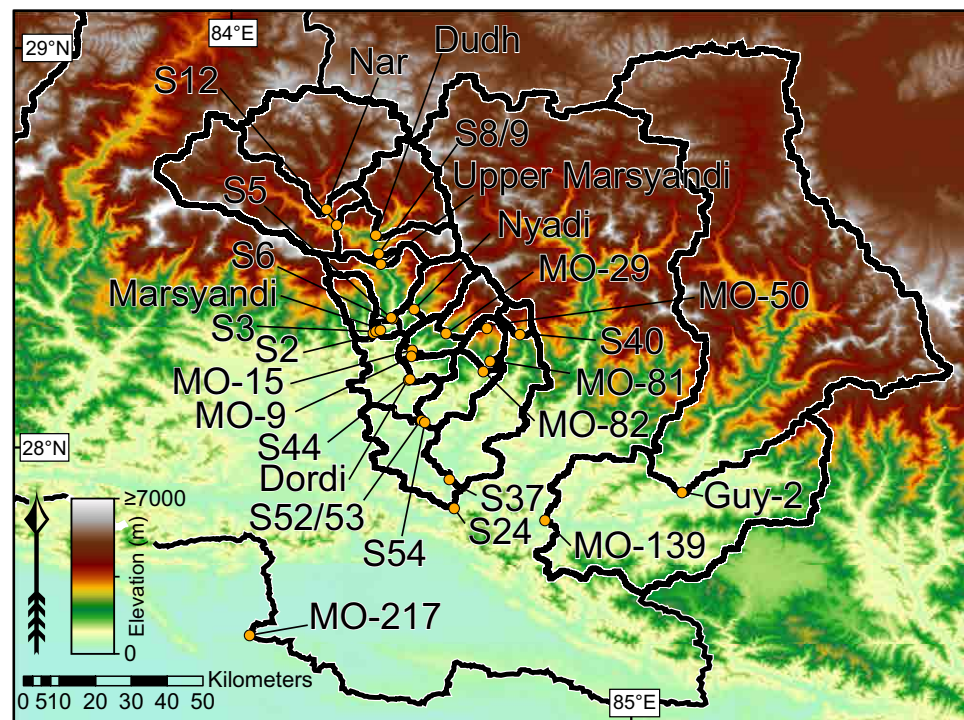 84°E
29°N
Dudh
Nar
S12
S8/9
Upper Marsyandi
S5
Nyadi
S6
MO-29
Marsyandi
MO-50
S3
S2
S40
MO-15
MO-81
MO-9
MO-82
S44
28°N
Dordi
S37
Guy-2
S52/53
S24
S54
MO-139
≥7000
Elevation (m)
0
MO-217
Kilometers
0 5 10 20 30 40 50
85°E